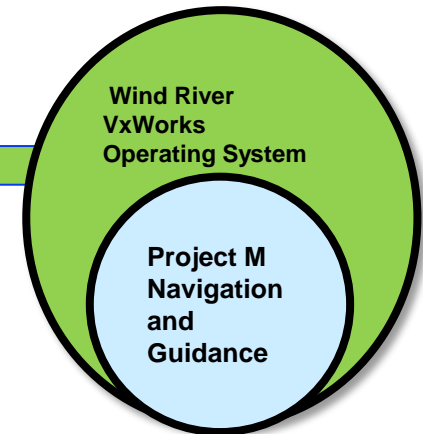 Wind River
VxWorks
Operating System
Project M
Navigation
and
Guidance